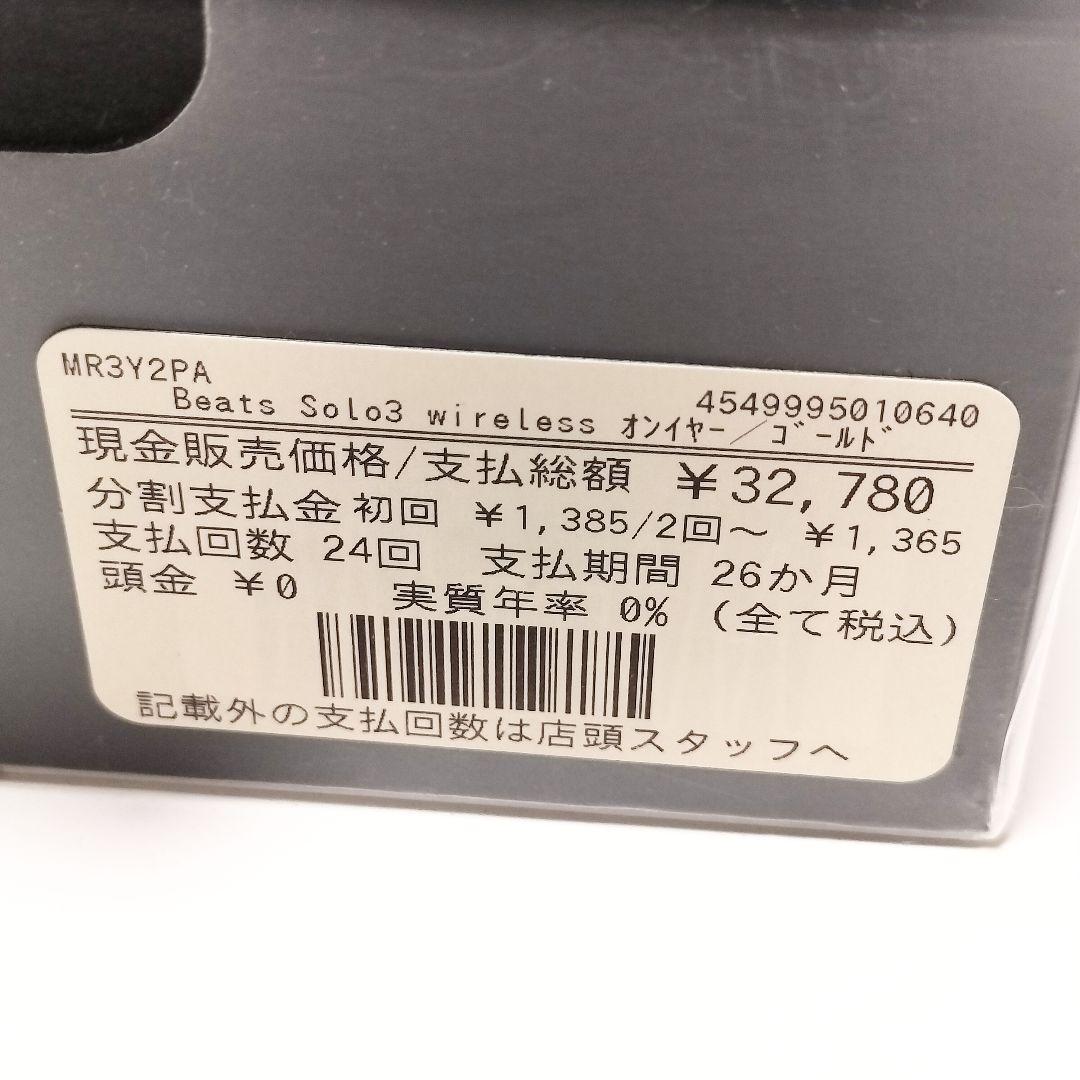 MR3Y2PA 4549995010640
Beats Solo3 wireless オンイヤー／ゴールド
現金販売価格/支払総額 ¥32,780
分割支払金初回 ¥1,385/2回～ ¥1,365
支払回数 24回 支払期間 26か月
頭金 ¥0 実質年率 0% (全て税込)
記載外の支払回数は店頭スタッフへ